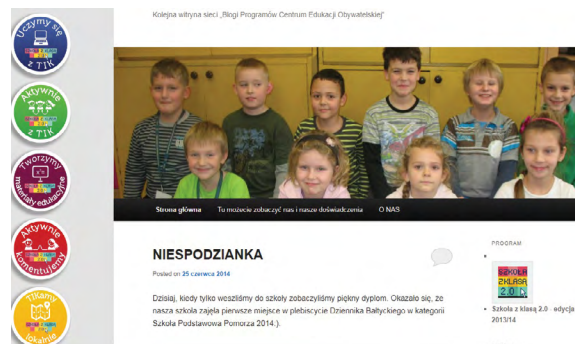 Kolejna witryna sieci „Blogi Programów Centrum Edukacji Obywatelskiej"
Uczymy się
z TIK
Aktywnie
z TIK
Tworzymy
materiały edukacyjne
Aktywnie
komentujemy
TIKamy
lokalnie
Strona główna Tu możecie zobaczyć nas i nasze doświadczenia O NAS
NIESPODZIANKA
Posted on 25 czerwca 2014
Dzisiaj, kiedy tylko weszliśmy do szkoły zobaczyliśmy piękny dyplom. Okazało się, że
nasza szkoła zajęła pierwsze miejsce w plebiscycie Dziennika Bałtyckiego w kategorii
Szkoła Podstawowa Pomorza 2014:).
PROGRAM
SZKOŁA
Z KLASĄ
2.0
Szkoła z klasą 2.0 - edycja
2013/14